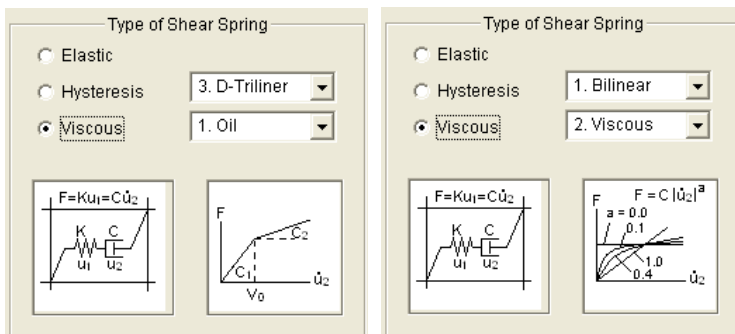 Type of Shear Spring
Elastic
Hysteresis
3. D-Triliner
Viscous
1. Oil
F=Ku₁=Cu̇₂
K
C
u₁
u₂
F
C₂
C₁
V₀
u̇₂
Type of Shear Spring
Elastic
Hysteresis
1. Bilinear
Viscous
2. Viscous
F=Ku₁=Cu̇₂
K
C
u₁
u₂
F
F = C|u̇₂|ᵃ
a = 0.0
0.1
1.0
0.4
u̇₂